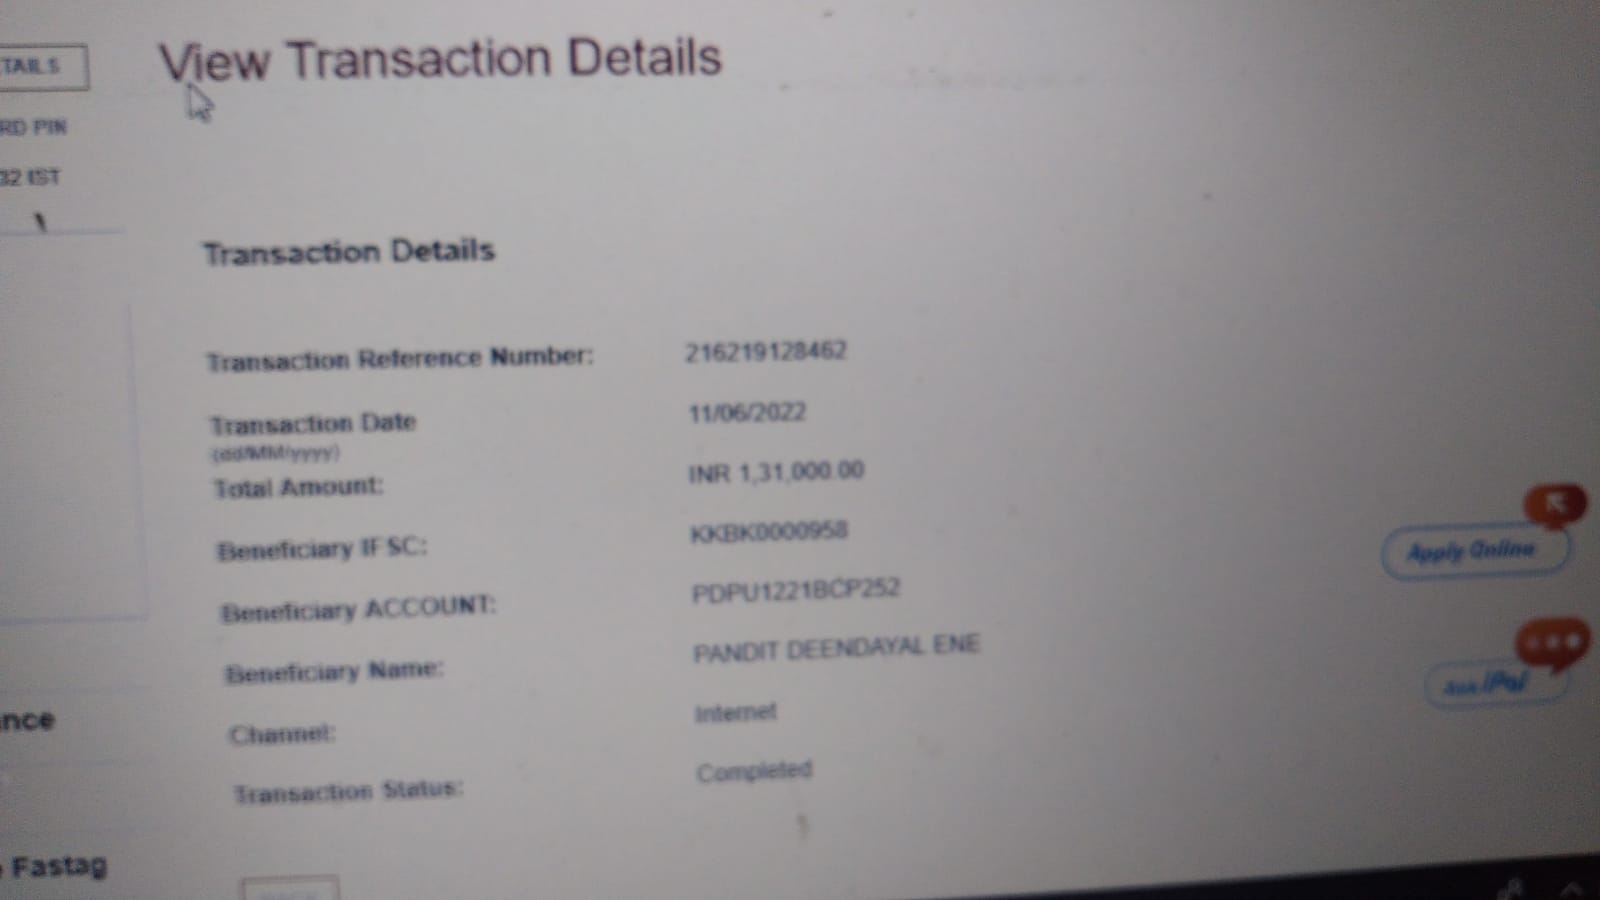 TAILS
View Transaction Details
RD PIN
32 IST
Transaction Details
Transaction Reference Number: 216219128462
Transaction Date 11/06/2022
(dd/MM/yyyy)
Total Amount: INR 1,31,000.00
Beneficiary IFSC: KKBK0000958
Beneficiary ACCOUNT: PDPU1221BCP252
Beneficiary Name: PANDIT DEENDAYAL ENE
Channel: Internet
Transaction Status: Completed
Apply Online
Ask iPal
nce
Fastag